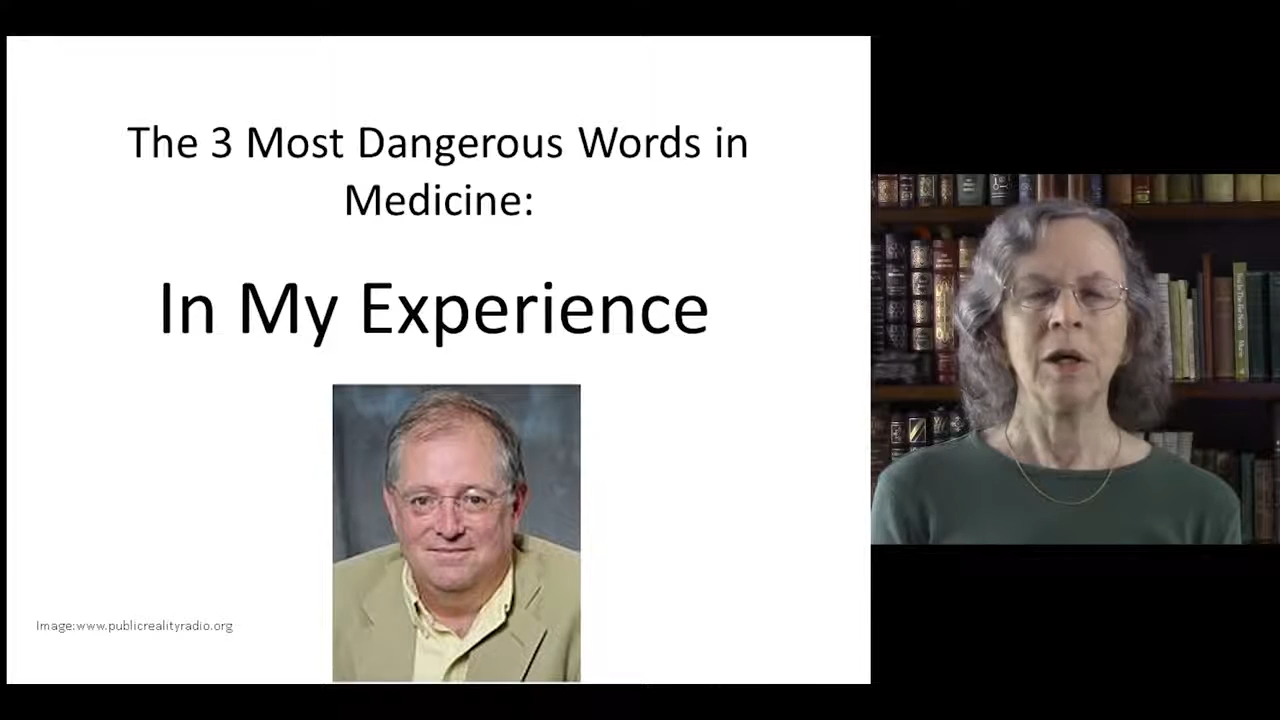 The 3 Most Dangerous Words in
Medicine:
In My Experience
Image:www.publicrealityradio.org